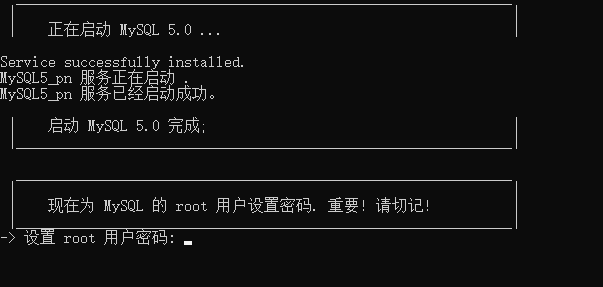 正在启动 MySQL 5.0 ...
Service successfully installed.
MySQL5_pn 服务正在启动 .
MySQL5_pn 服务已经启动成功。
启动 MySQL 5.0 完成;
现在为 MySQL 的 root 用户设置密码. 重要! 请切记!
-> 设置 root 用户密码: